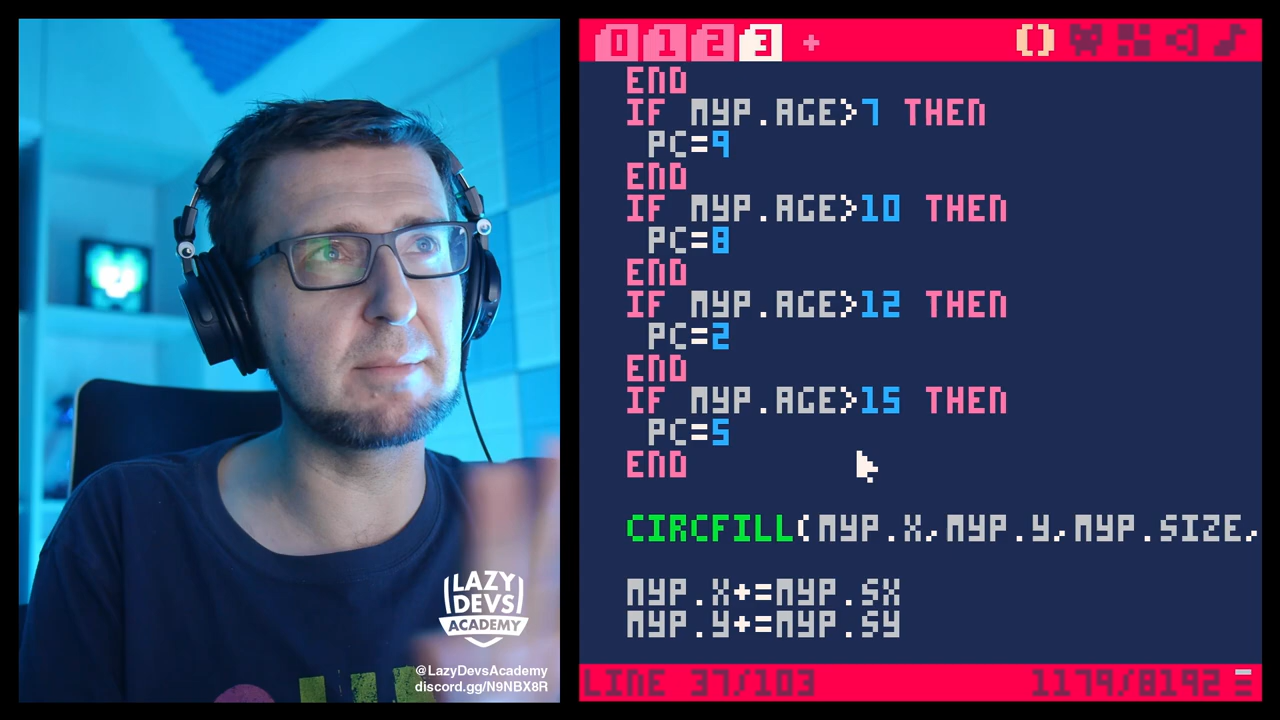 LAZY
DEVS
ACADEMY
@LazyDevsAcademy
discord.gg/N9NBX8R
0 1 2 3 +
END
IF MYP.AGE>7 THEN
PC=9
END
IF MYP.AGE>10 THEN
PC=8
END
IF MYP.AGE>12 THEN
PC=2
END
IF MYP.AGE>15 THEN
PC=5
END
CIRCFILL(MYP.X,MYP.Y,MYP.SIZE,
MYP.X+=MYP.SX
MYP.Y+=MYP.SY
LINE 37/103
1179/8192